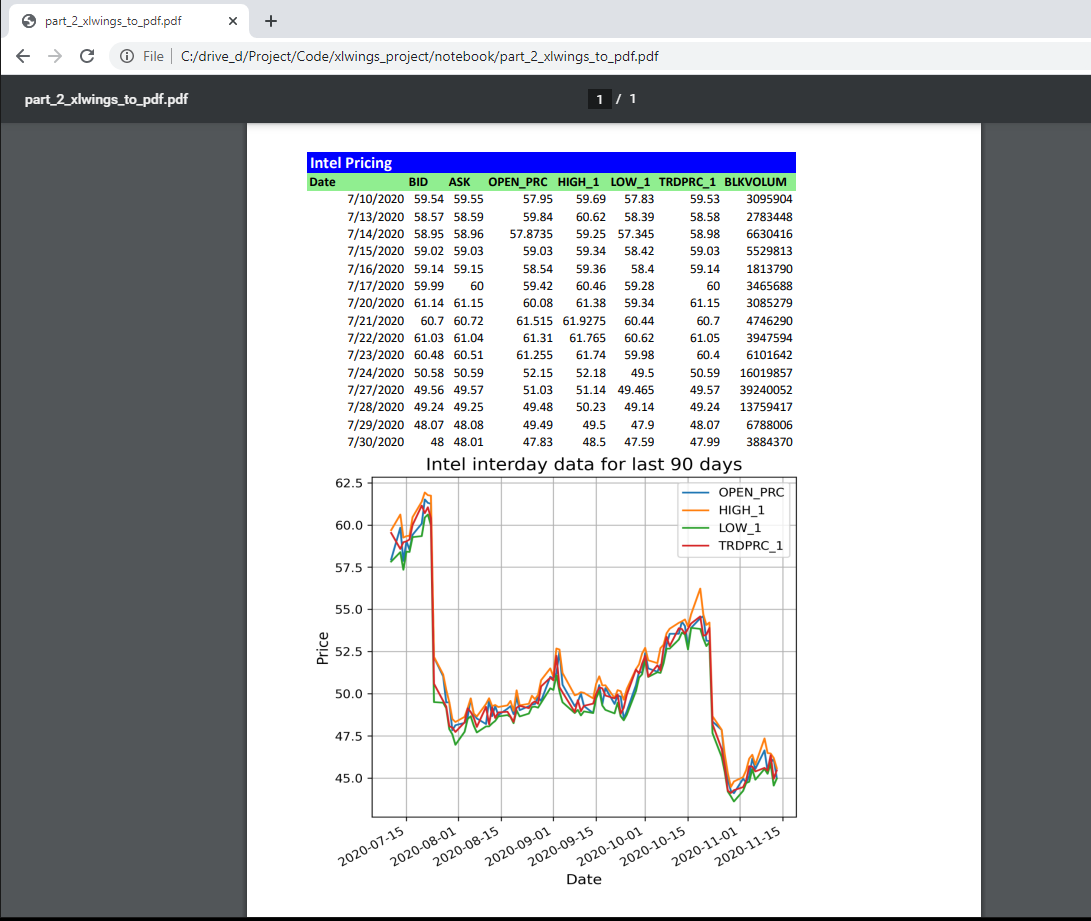 part_2_xlwings_to_pdf.pdf
File | C:/drive_d/Project/Code/xlwings_project/notebook/part_2_xlwings_to_pdf.pdf
part_2_xlwings_to_pdf.pdf 1 / 1
Intel Pricing
Date BID ASK OPEN_PRC HIGH_1 LOW_1 TRDPRC_1 BLKVOLUM
7/10/2020 59.54 59.55 57.95 59.69 57.83 59.53 3095904
7/13/2020 58.57 58.59 59.84 60.62 58.39 58.58 2783448
7/14/2020 58.95 58.96 57.8735 59.25 57.345 58.98 6630416
7/15/2020 59.02 59.03 59.03 59.34 58.42 59.03 5529813
7/16/2020 59.14 59.15 58.54 59.36 58.4 59.14 1813790
7/17/2020 59.99 60 59.42 60.46 59.28 60 3465688
7/20/2020 61.14 61.15 60.08 61.38 59.34 61.15 3085279
7/21/2020 60.7 60.72 61.515 61.9275 60.44 60.7 4746290
7/22/2020 61.03 61.04 61.31 61.765 60.62 61.05 3947594
7/23/2020 60.48 60.51 61.255 61.74 59.98 60.4 6101642
7/24/2020 50.58 50.59 52.15 52.18 49.5 50.59 16019857
7/27/2020 49.56 49.57 51.03 51.14 49.465 49.57 39240052
7/28/2020 49.24 49.25 49.48 50.23 49.14 49.24 13759417
7/29/2020 48.07 48.08 49.49 49.5 47.9 48.07 6788006
7/30/2020 48 48.01 47.83 48.5 47.59 47.99 3884370
Intel interday data for last 90 days
OPEN_PRC
HIGH_1
LOW_1
TRDPRC_1
62.5
60.0
57.5
55.0
52.5
50.0
47.5
45.0
Price
2020-07-15 2020-08-01 2020-08-15 2020-09-01 2020-09-15 2020-10-01 2020-10-15 2020-11-01 2020-11-15
Date